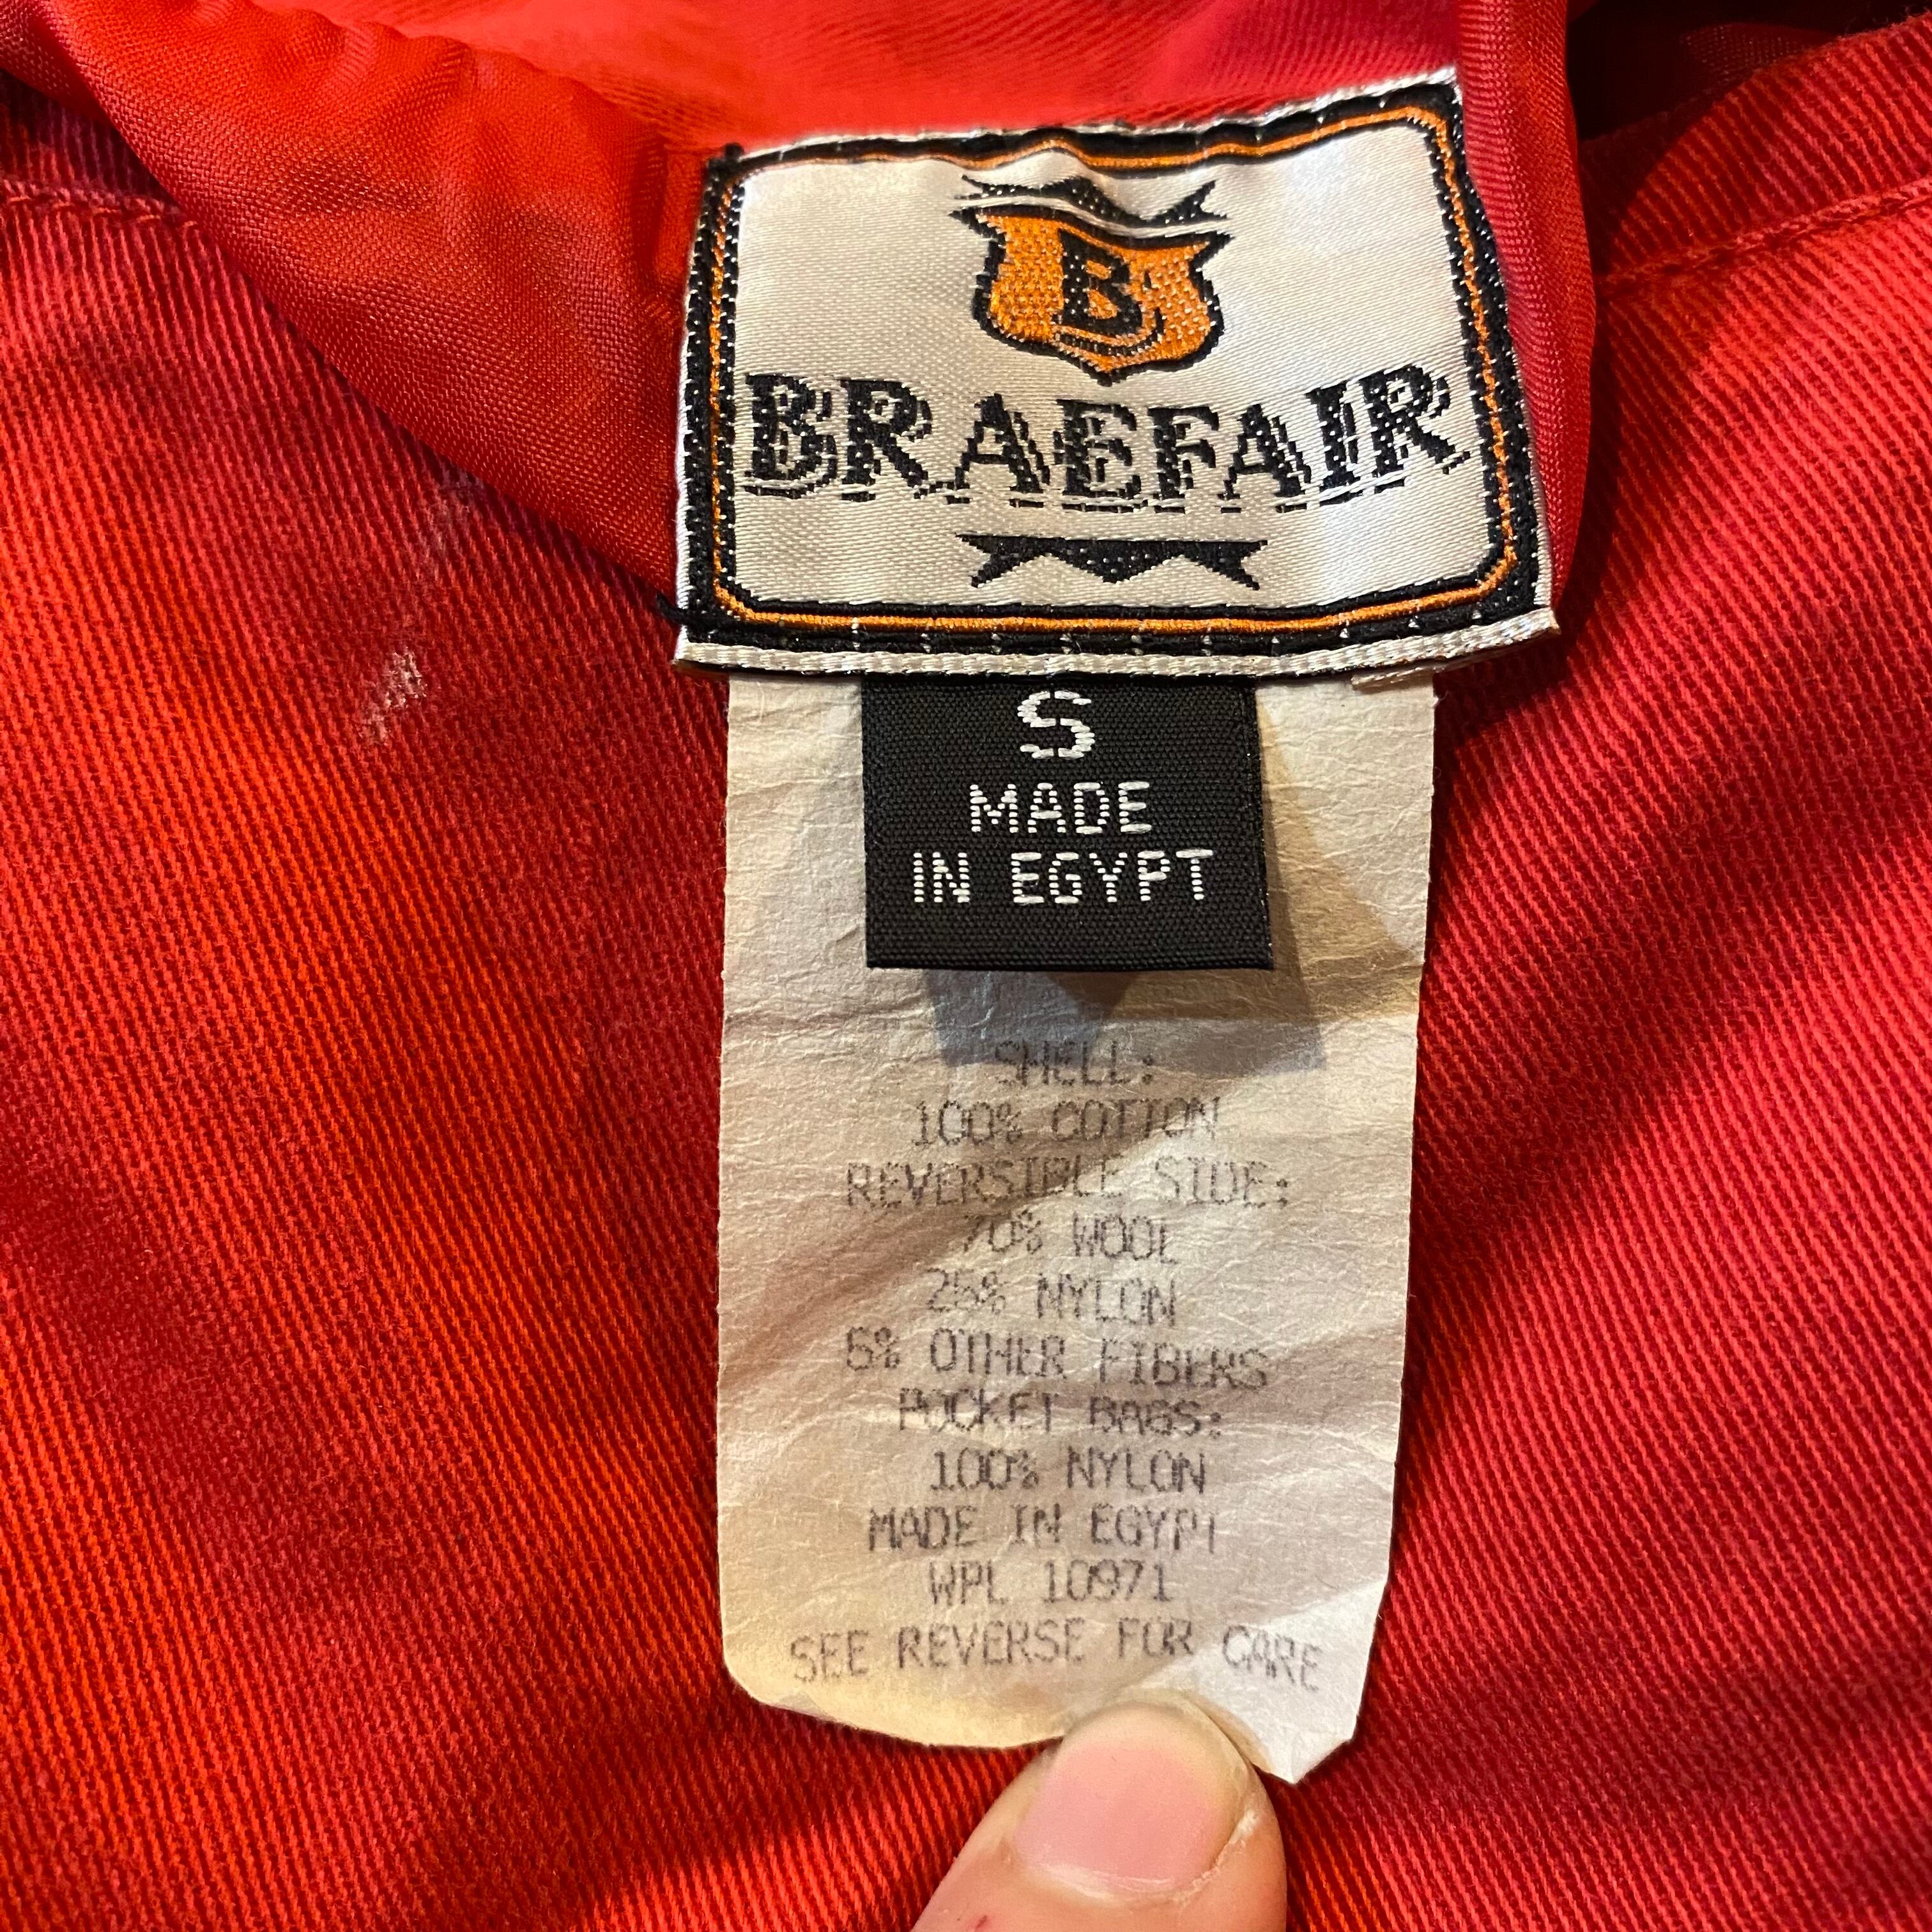 B
BRAEFAIR
S
MADE
IN EGYPT
SHELL:
100% COTTON
REVERSIBLE SIDE:
70% WOOL
25% NYLON
5% OTHER FIBERS
POCKET BAGS:
100% NYLON
MADE IN EGYPT
WPL 10971
SEE REVERSE FOR CARE